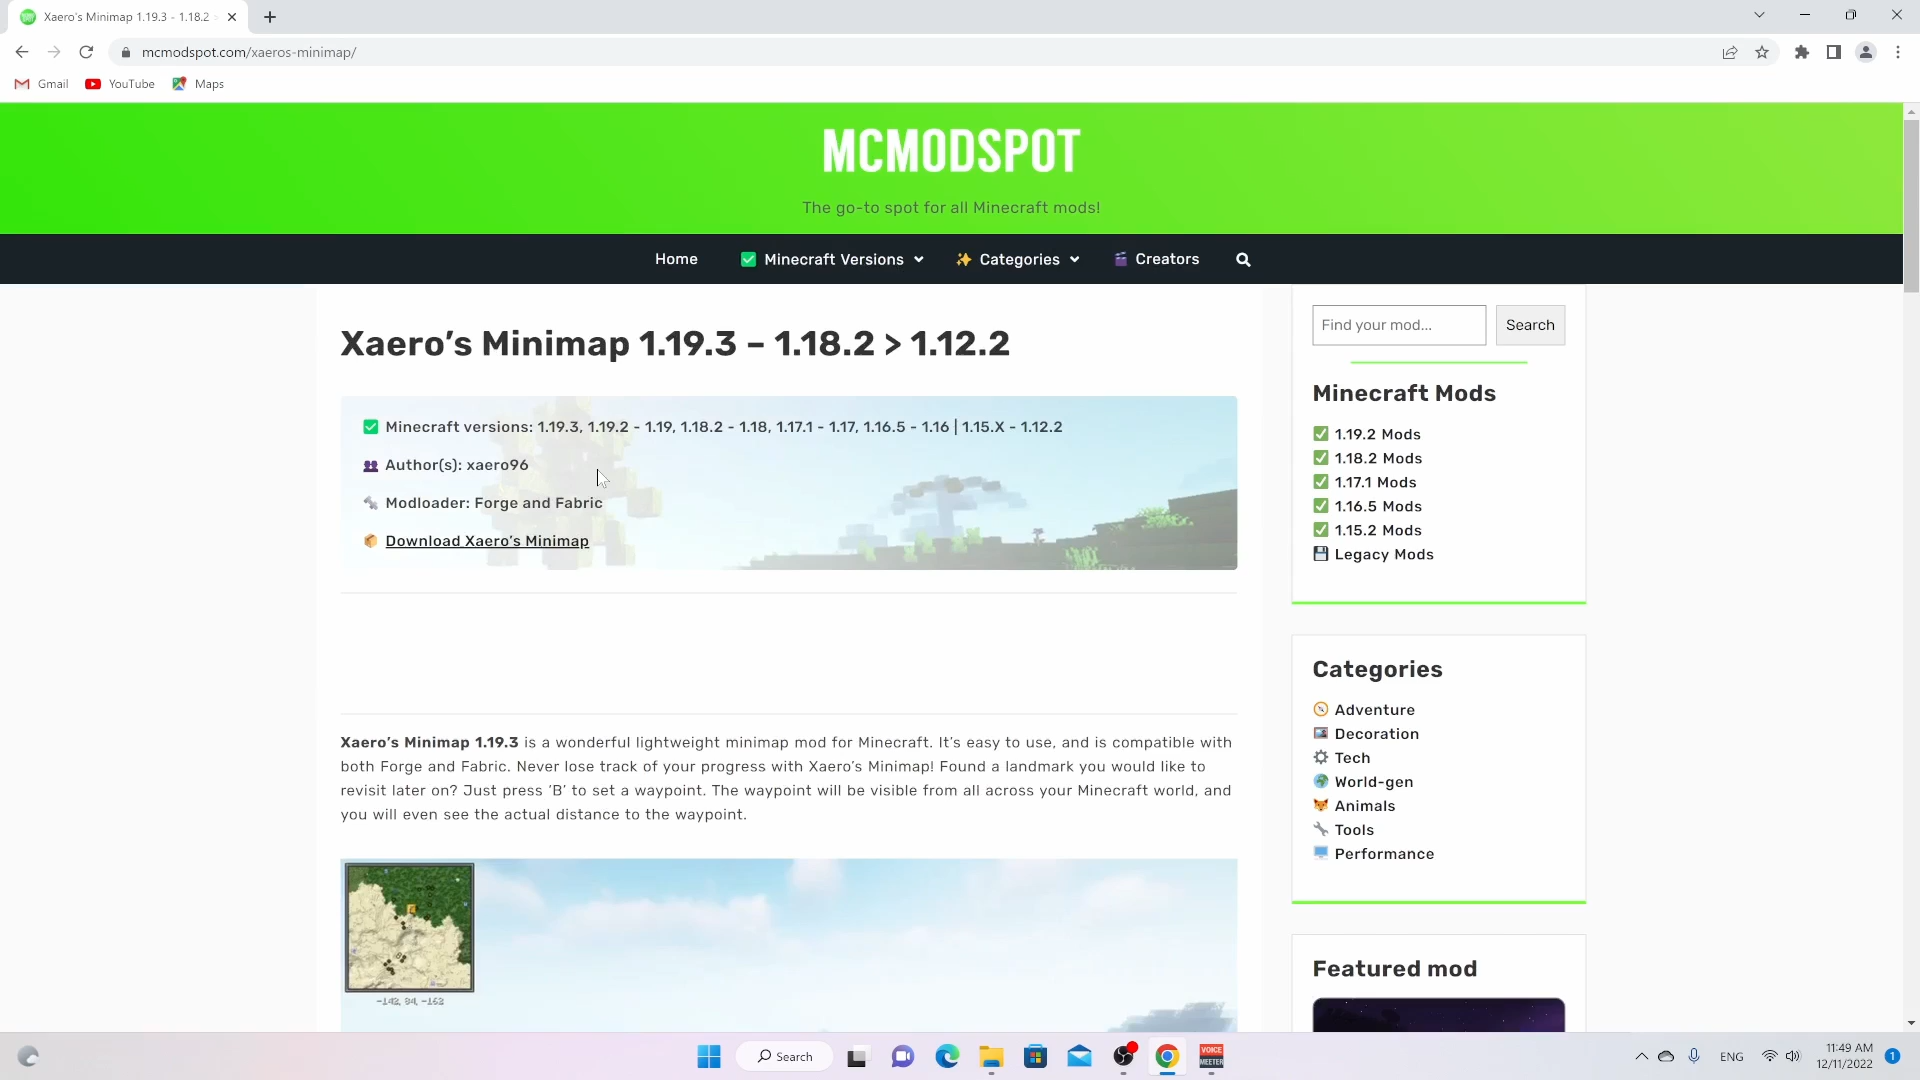 Xaero's Minimap 1.19.3 - 1.18.2
mcmodspot.com/xaeros-minimap/
Gmail YouTube Maps
MCMODSPOT
The go-to spot for all Minecraft mods!
Home Minecraft Versions Categories Creators
Xaero’s Minimap 1.19.3 – 1.18.2 > 1.12.2
Minecraft versions: 1.19.3, 1.19.2 - 1.19, 1.18.2 - 1.18, 1.17.1 - 1.17, 1.16.5 - 1.16 | 1.15.X - 1.12.2
Author(s): xaero96
Modloader: Forge and Fabric
Download Xaero’s Minimap
Xaero’s Minimap 1.19.3 is a wonderful lightweight minimap mod for Minecraft. It’s easy to use, and is compatible with
both Forge and Fabric. Never lose track of your progress with Xaero’s Minimap! Found a landmark you would like to
revisit later on? Just press ‘B’ to set a waypoint. The waypoint will be visible from all across your Minecraft world, and
you will even see the actual distance to the waypoint.
-142, 84, -162
Find your mod... Search
Minecraft Mods
1.19.2 Mods
1.18.2 Mods
1.17.1 Mods
1.16.5 Mods
1.15.2 Mods
Legacy Mods
Categories
Adventure
Decoration
Tech
World-gen
Animals
Tools
Performance
Featured mod
Search
VOICE
MEETER
ENG
11:49 AM
12/11/2022
1